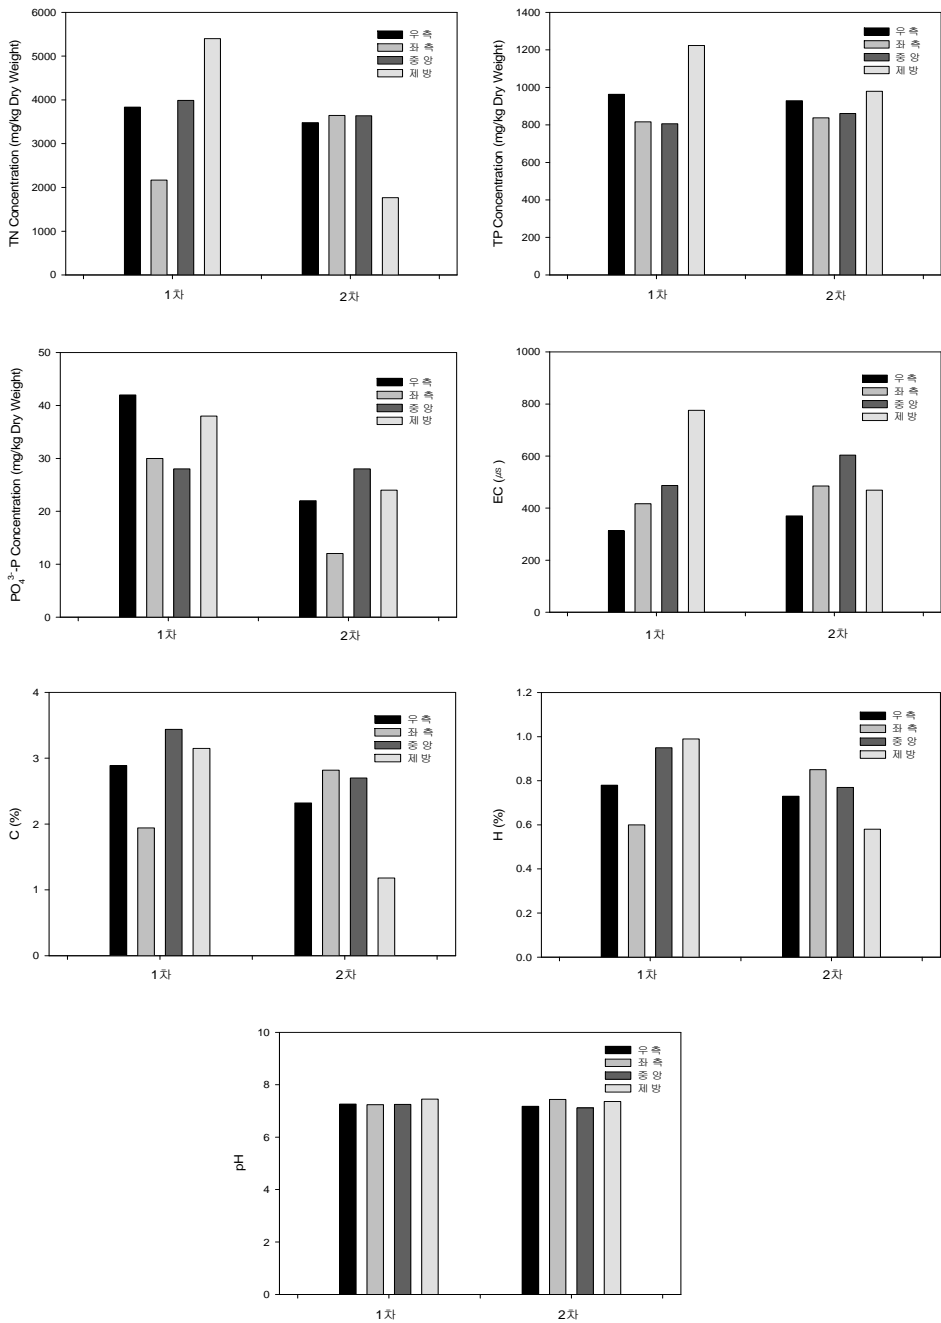 TN Concentration (mg/kg Dry Weight)
6000
5000
4000
3000
2000
1000
0
우 측
좌 측
중 앙
제 방
1차
2차
TP Concentration (mg/kg Dry Weight)
1400
1200
1000
800
600
400
200
0
우 측
좌 측
중 앙
제 방
1차
2차
PO₄³⁻-P Concentration (mg/kg Dry Weight)
50
40
30
20
10
0
우 측
좌 측
중 앙
제 방
1차
2차
EC (㎲)
1000
800
600
400
200
0
우 측
좌 측
중 앙
제 방
1차
2차
C (%)
4
3
2
1
0
우 측
좌 측
중 앙
제 방
1차
2차
H (%)
1.2
1.0
0.8
0.6
0.4
0.2
0.0
우 측
좌 측
중 앙
제 방
1차
2차
pH
10
8
6
4
2
0
우 측
좌 측
중 앙
제 방
1차
2차